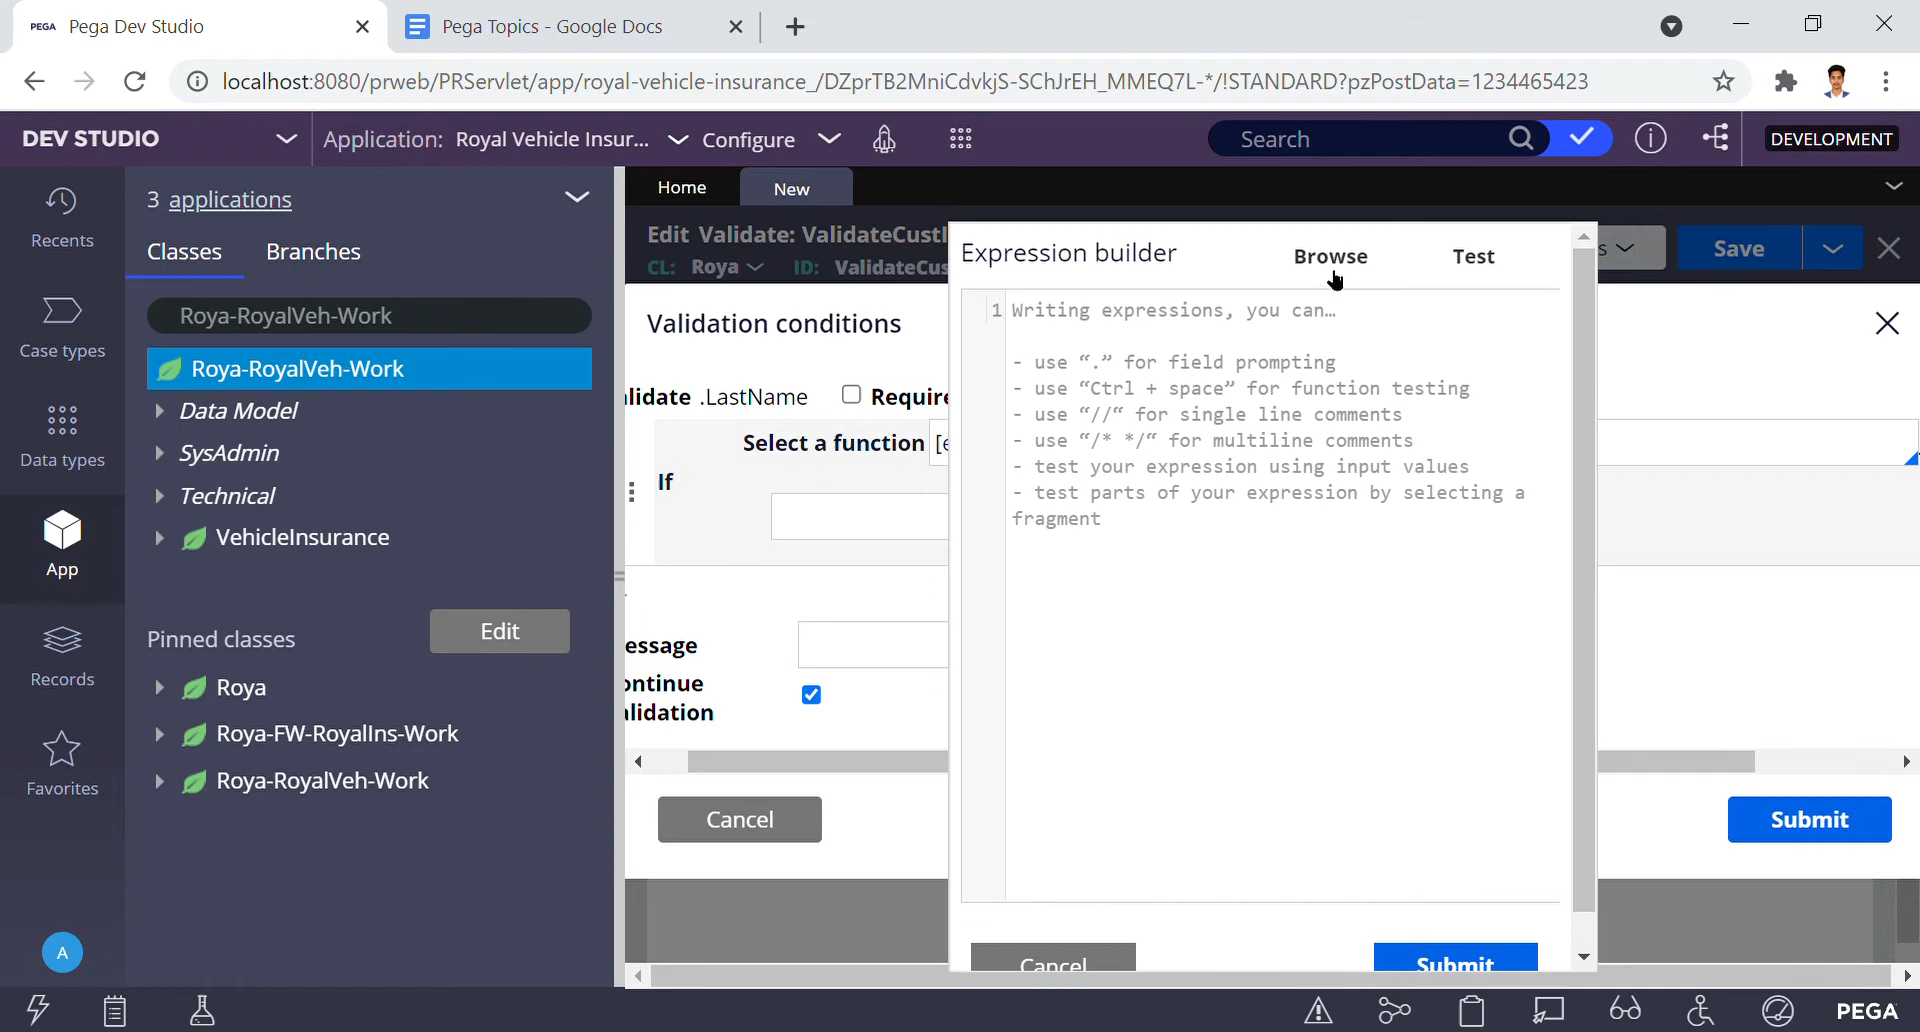 PEGA Pega Dev Studio
Pega Topics - Google Docs
localhost:8080/prweb/PRServlet/app/royal-vehicle-insurance_/DZprTB2MniCdvkjS-SChJrEH_MMEQ7L-*/!STANDARD?pzPostData=1234465423
DEV STUDIO
Application: Royal Vehicle Insur...
Configure
Search
DEVELOPMENT
Recents
Case types
Data types
App
Records
Favorites
A
3 applications
Classes Branches
Roya-RoyalVeh-Work
Roya-RoyalVeh-Work
Data Model
SysAdmin
Technical
VehicleInsurance
Pinned classes
Edit
Roya
Roya-FW-RoyalIns-Work
Roya-RoyalVeh-Work
Home New
Edit Validate: ValidateCustI
CL: Roya ID: ValidateCus
s
Save
Validation conditions
lidate .LastName Require
Select a function [e
If
essage
ontinue
alidation
Cancel
Submit
Expression builder Browse Test
1 Writing expressions, you can…
- use “.” for field prompting
- use “Ctrl + space” for function testing
- use “//“ for single line comments
- use “/* */“ for multiline comments
- test your expression using input values
- test parts of your expression by selecting a
fragment
Cancel Submit
PEGA